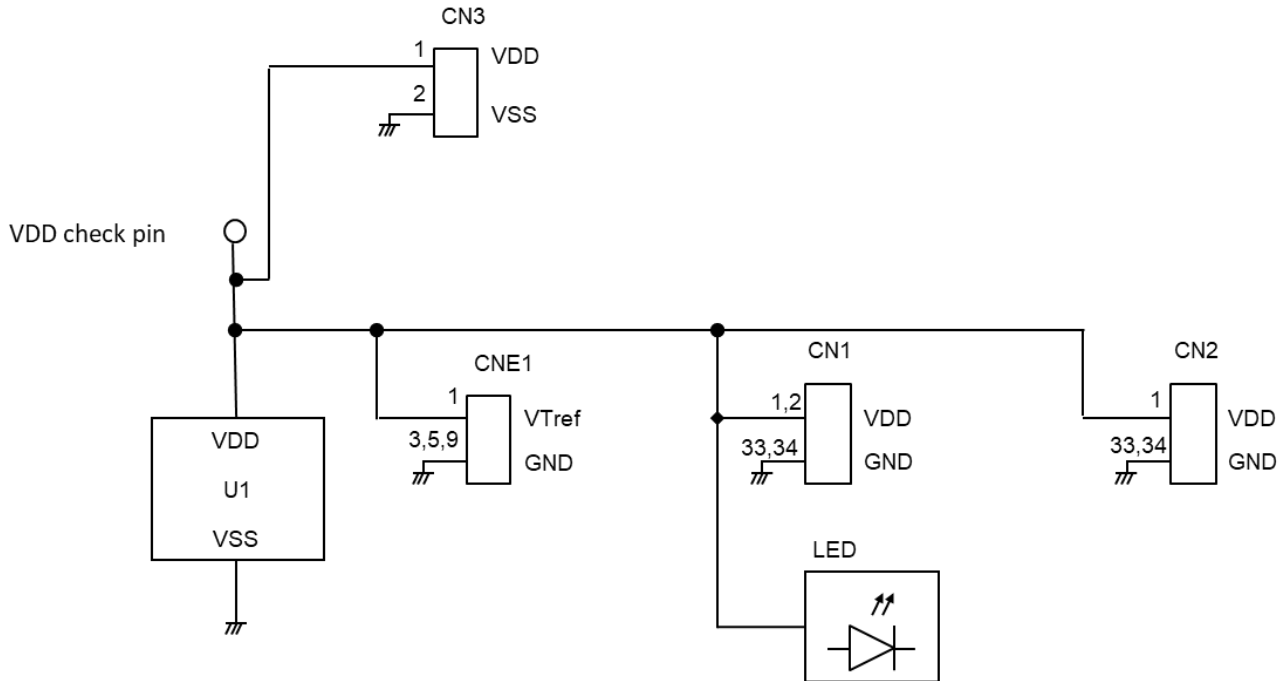 CN3
1
VDD
2
VSS
VDD check pin
CNE1
1
VTref
3,5,9
GND
CN1
1,2
VDD
33,34
GND
CN2
1
VDD
33,34
GND
VDD
U1
VSS
LED